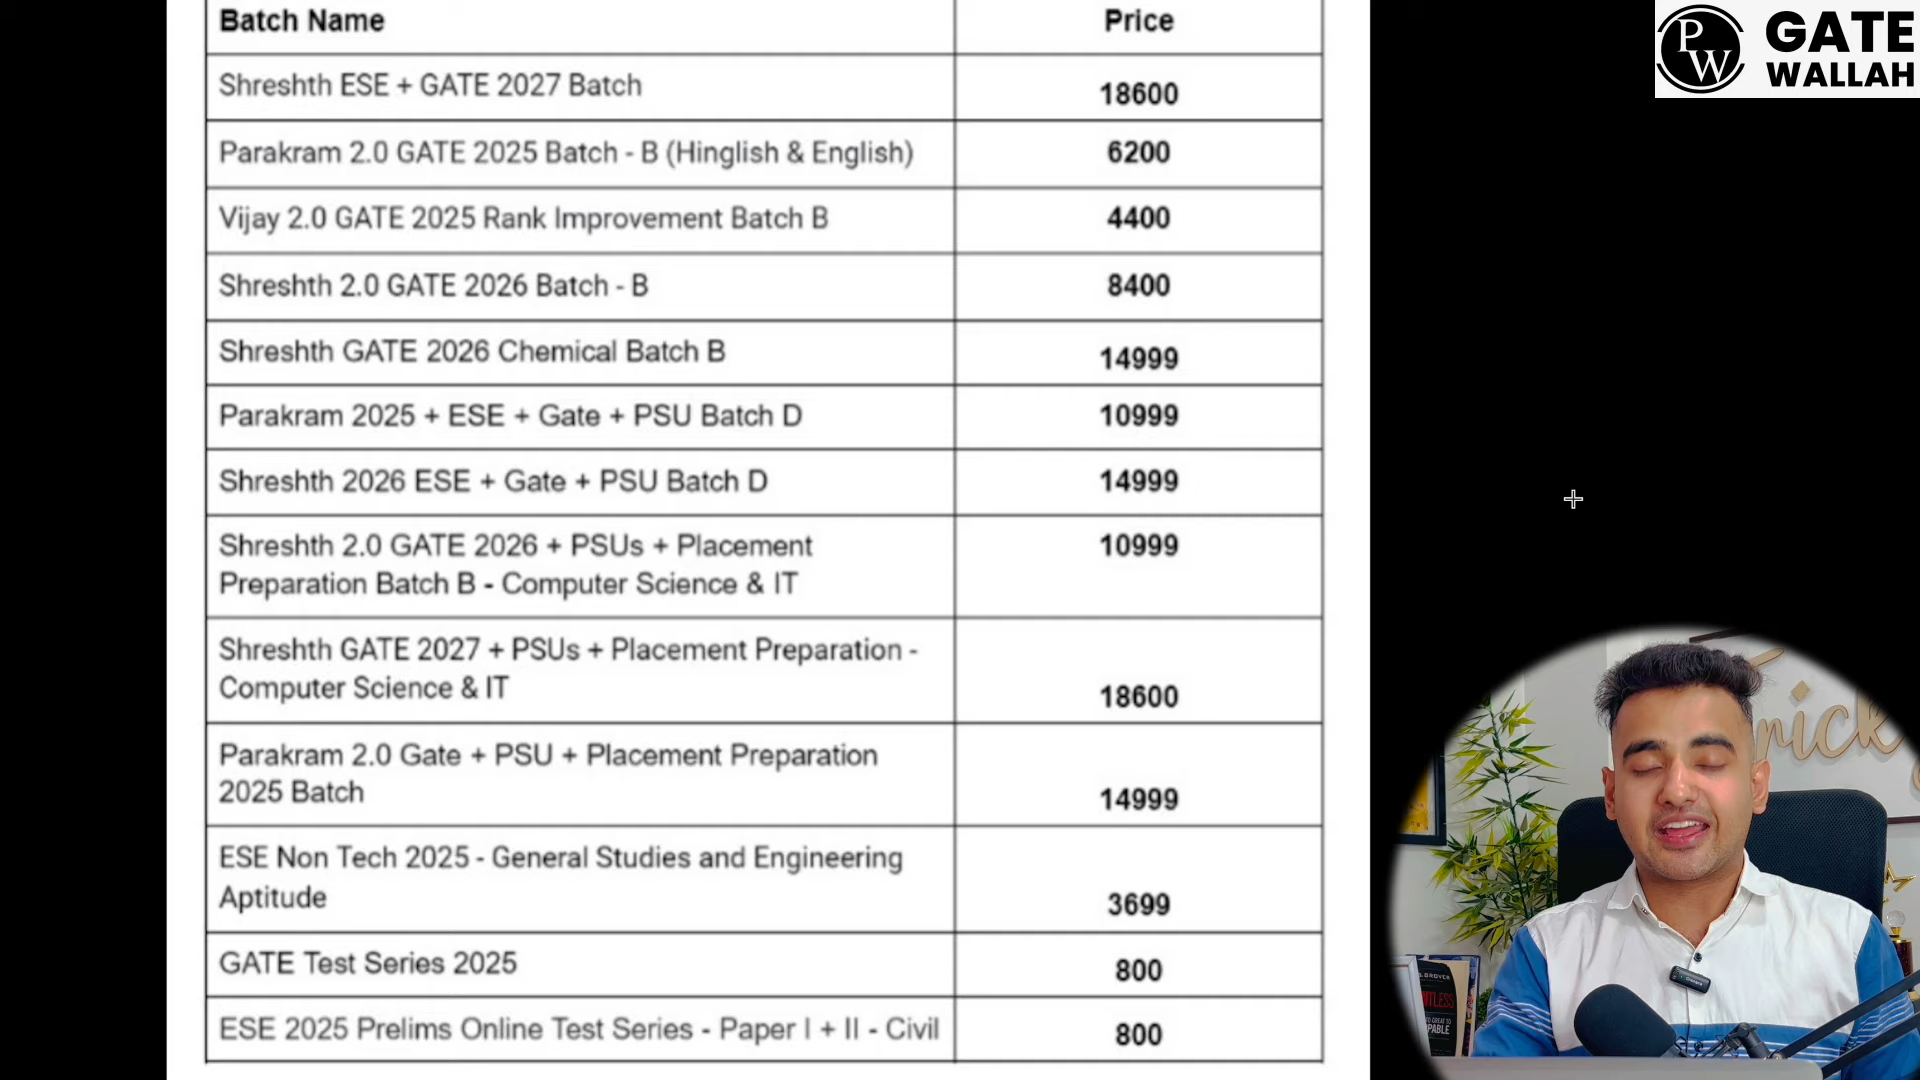 Batch Name Price
Shreshth ESE + GATE 2027 Batch 18600
Parakram 2.0 GATE 2025 Batch - B (Hinglish & English) 6200
Vijay 2.0 GATE 2025 Rank Improvement Batch B 4400
Shreshth 2.0 GATE 2026 Batch - B 8400
Shreshth GATE 2026 Chemical Batch B 14999
Parakram 2025 + ESE + Gate + PSU Batch D 10999
Shreshth 2026 ESE + Gate + PSU Batch D 14999
Shreshth 2.0 GATE 2026 + PSUs + Placement 10999
Preparation Batch B - Computer Science & IT
Shreshth GATE 2027 + PSUs + Placement Preparation -
Computer Science & IT 18600
Parakram 2.0 Gate + PSU + Placement Preparation
2025 Batch 14999
ESE Non Tech 2025 - General Studies and Engineering
Aptitude 3699
GATE Test Series 2025 800
ESE 2025 Prelims Online Test Series - Paper I + II - Civil 800
PW
GATE
WALLAH
GROVER